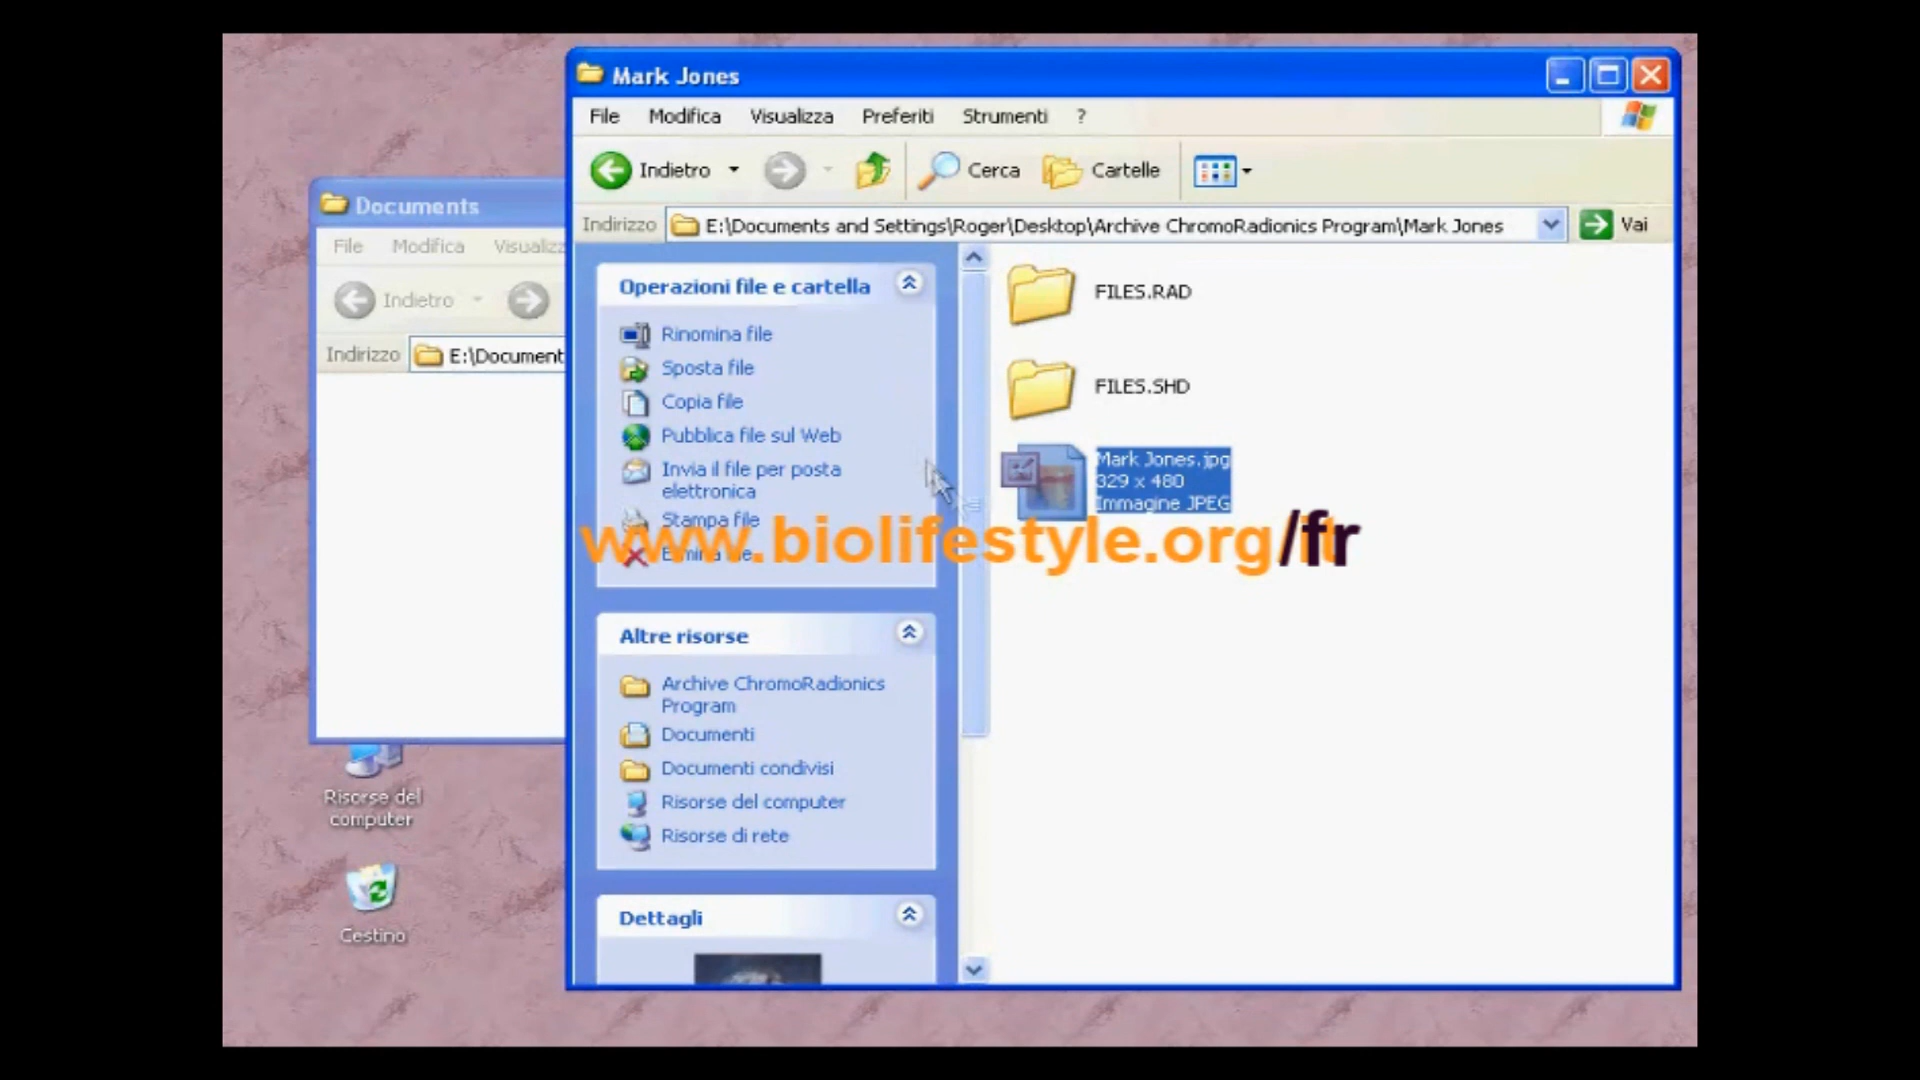 Mark Jones
File Modifica Visualizza Preferiti Strumenti ?
Indietro Cerca Cartelle
Indirizzo E:\Documents and Settings\Roger\Desktop\Archive ChromoRadionics Program\Mark Jones Vai
Documents
File Modifica Visualizz
Indietro
Indirizzo E:\Document
Operazioni file e cartella
Rinomina file
Sposta file
Copia file
Pubblica file sul Web
Invia il file per posta
elettronica
Stampa file
Altre risorse
Archive ChromoRadionics
Program
Documenti
Documenti condivisi
Risorse del computer
Risorse di rete
Dettagli
FILES.RAD
FILES.SHD
Mark Jones.jpg
329 x 480
Immagine JPEG
www.biolifestyle.org/fr
Risorse del
computer
Cestino